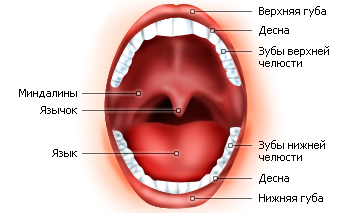 Верхняя губа
Десна
Зубы верхней
челюсти
Миндалины
Язычок
Язык
Зубы нижней
челюсти
Десна
Нижняя губа